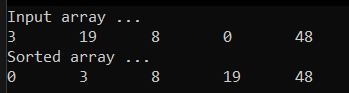 Input array ...
3 19 8 0 48
Sorted array ...
0 3 8 19 48